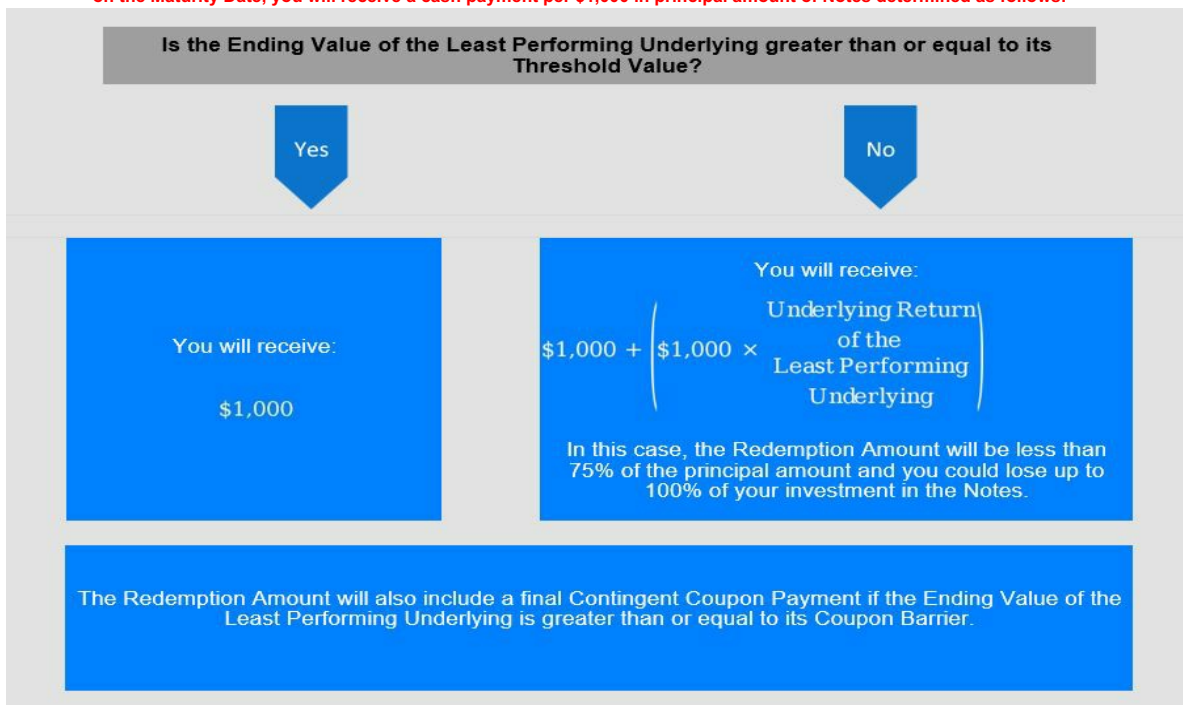 on the Maturity Date, you will receive a cash payment per $1,000 in principal amount of Notes determined as follows:
Is the Ending Value of the Least Performing Underlying greater than or equal to its
Threshold Value?
Yes
No
You will receive:
$1,000
You will receive:
$1,000 + ($1,000 × Underlying Return
of the
Least Performing
Underlying)
In this case, the Redemption Amount will be less than
75% of the principal amount and you could lose up to
100% of your investment in the Notes.
The Redemption Amount will also include a final Contingent Coupon Payment if the Ending Value of the
Least Performing Underlying is greater than or equal to its Coupon Barrier.